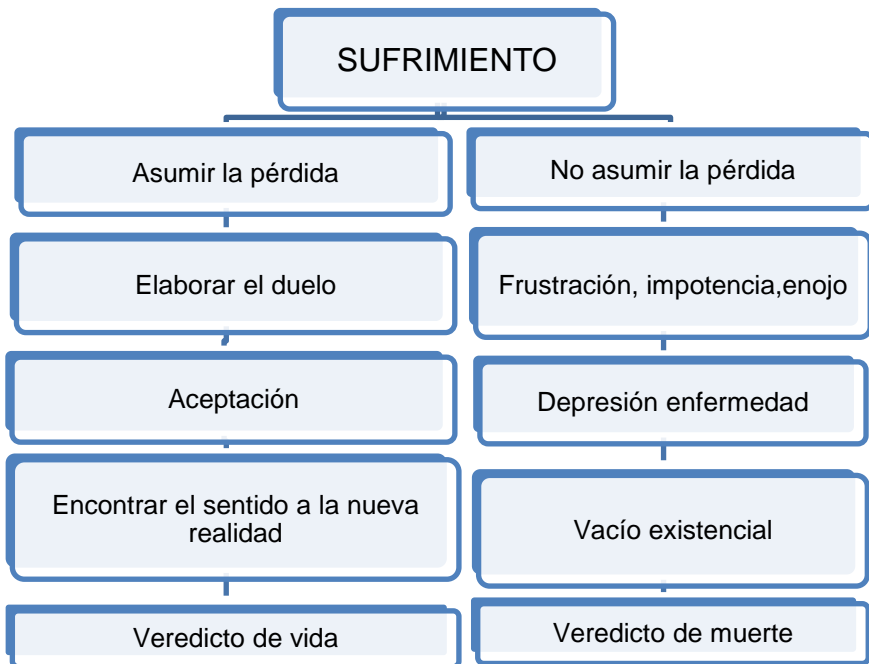 SUFRIMIENTO
Asumir la pérdida
No asumir la pérdida
Elaborar el duelo
Frustración, impotencia,enojo
Aceptación
Depresión enfermedad
Encontrar el sentido a la nueva
realidad
Vacío existencial
Veredicto de vida
Veredicto de muerte